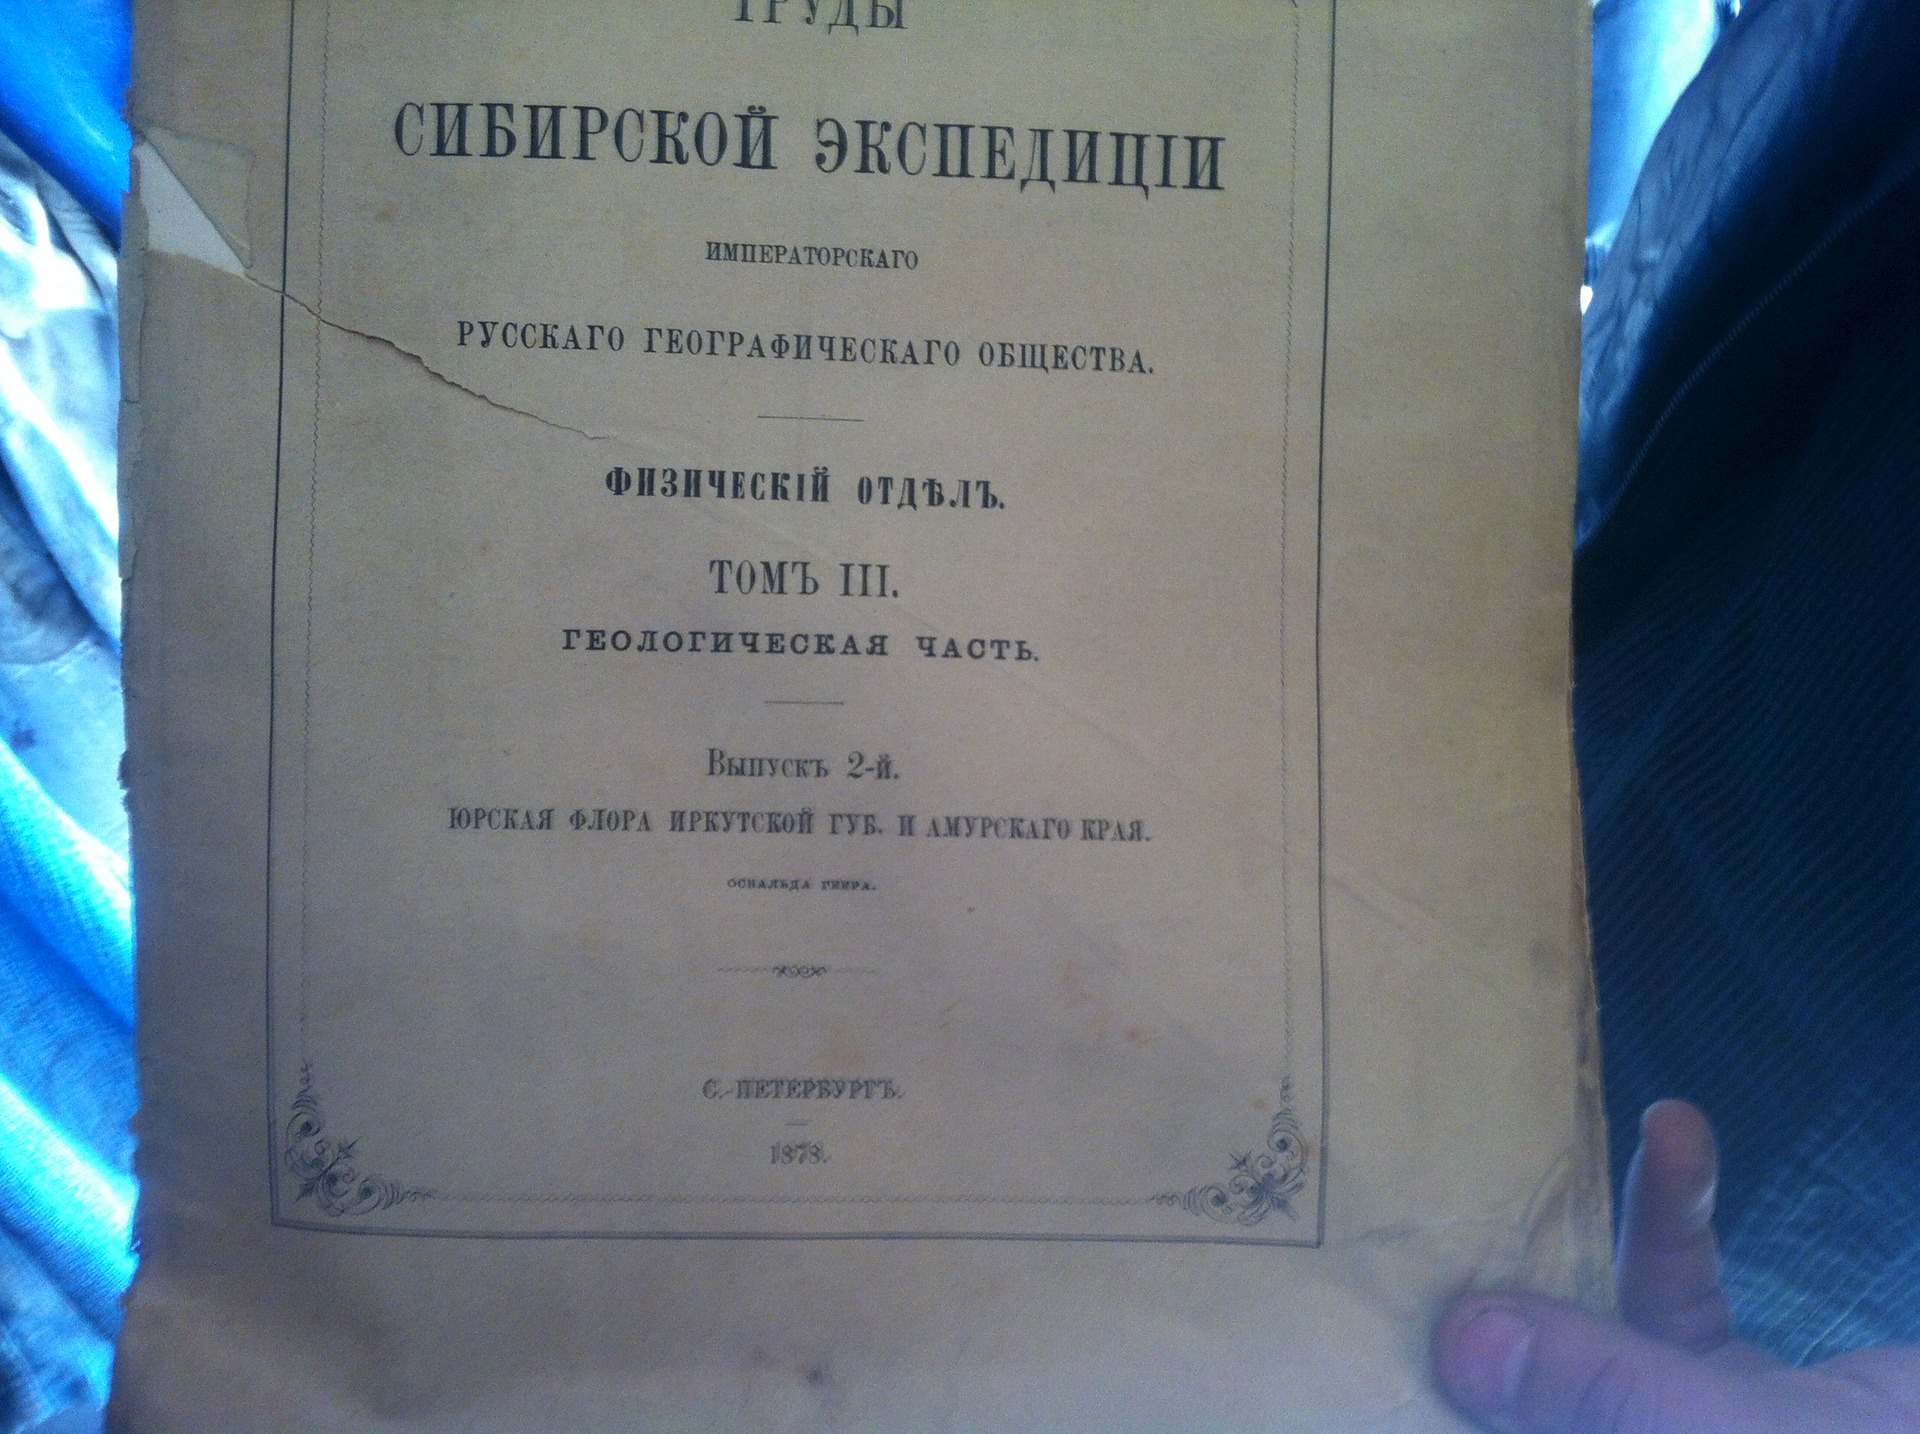 ТРУДЫ
СИБИРСКОЙ ЭКСПЕДИЦІИ
ИМПЕРАТОРСКАГО
РУССКАГО ГЕОГРАФИЧЕСКАГО ОБЩЕСТВА.
ФИЗИЧЕСКІЙ ОТДѢЛЪ.
ТОМЪ III.
ГЕОЛОГИЧЕСКАЯ ЧАСТЬ.
Выпускъ 2-й.
ЮРСКАЯ ФЛОРА ИРКУТСКОЙ ГУБ. И АМУРСКАГО КРАЯ.
ОСВАЛЬДА ГЕЕРА.
С.-ПЕТЕРБУРГЪ.
1878.